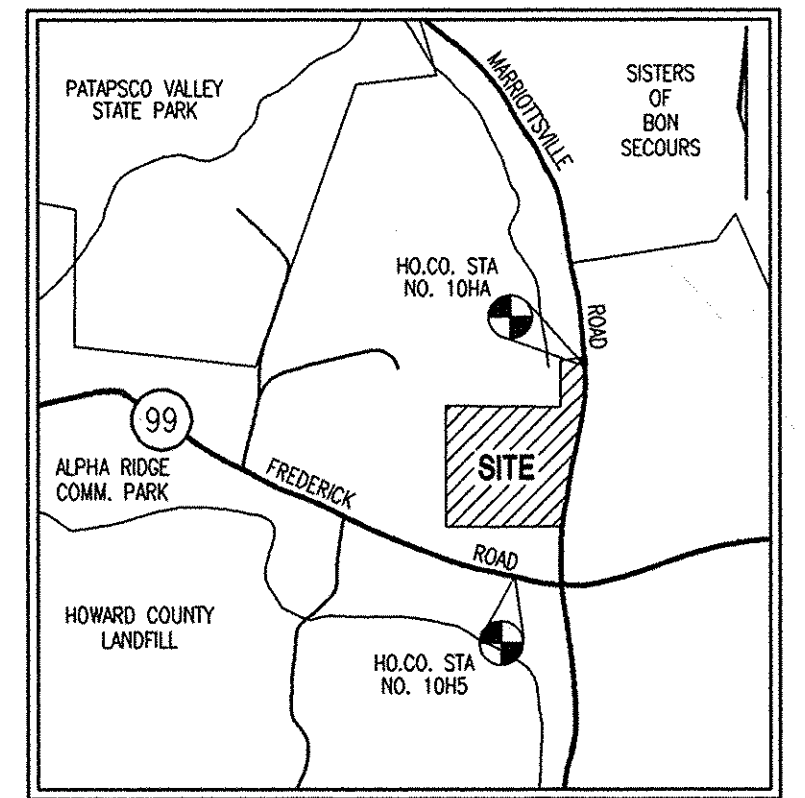 PATAPSCO VALLEY
STATE PARK
MARRIOTTSVILLE
ROAD
SISTERS
OF
BON
SECOURS
HO.CO. STA
NO. 10HA
99
ALPHA RIDGE
COMM. PARK
FREDERICK
ROAD
SITE
HOWARD COUNTY
LANDFILL
HO.CO. STA
NO. 10H5